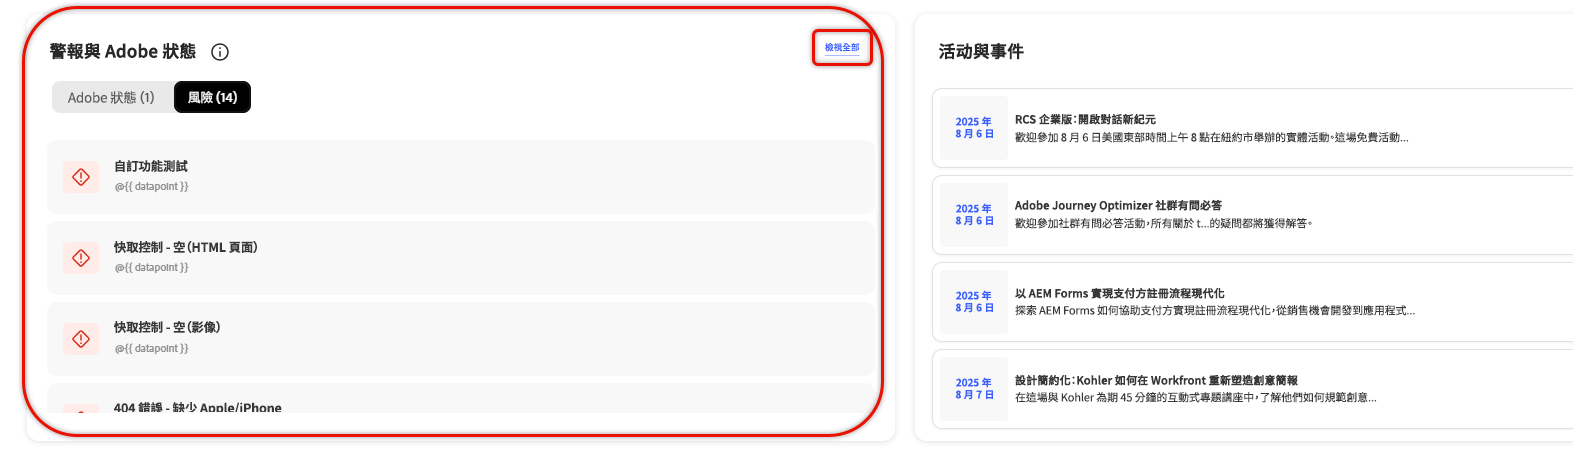 警報與 Adobe 狀態
檢視全部
Adobe 狀態 (1)
風險 (14)
自訂功能測試
@{{ datapoint }}
快取控制 - 空 (HTML 頁面)
@{{ datapoint }}
快取控制 - 空 (影像)
@{{ datapoint }}
404 錯誤 - 缺少 Apple/iPhone
活动與事件
2025 年
8 月 6 日
RCS 企業版：開啟對話新紀元
歡迎參加 8 月 6 日美國東部時間上午 8 點在紐約市舉辦的實體活動。這場免費活動...
2025 年
8 月 6 日
Adobe Journey Optimizer 社群有問必答
歡迎參加社群有問必答活動，所有關於 t...的疑問都將獲得解答。
2025 年
8 月 6 日
以 AEM Forms 實現支付方註冊流程現代化
探索 AEM Forms 如何協助支付方實現註冊流程現代化，從銷售機會開發到應用程式...
2025 年
8 月 7 日
設計簡約化：Kohler 如何在 Workfront 重新塑造創意簡報
在這場與 Kohler 為期 45 分鐘的互動式專題講座中，了解他們如何規範創意...